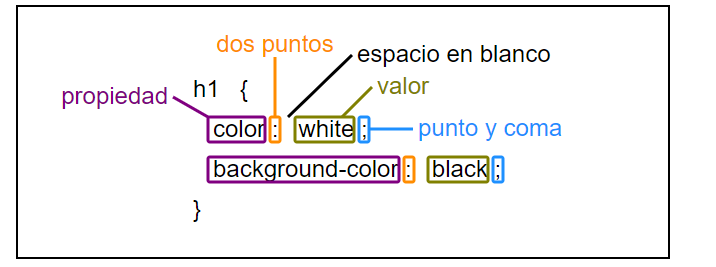 dos puntos
espacio en blanco
propiedad
h1 {
valor
color : white ;
punto y coma
background-color : black ;
}